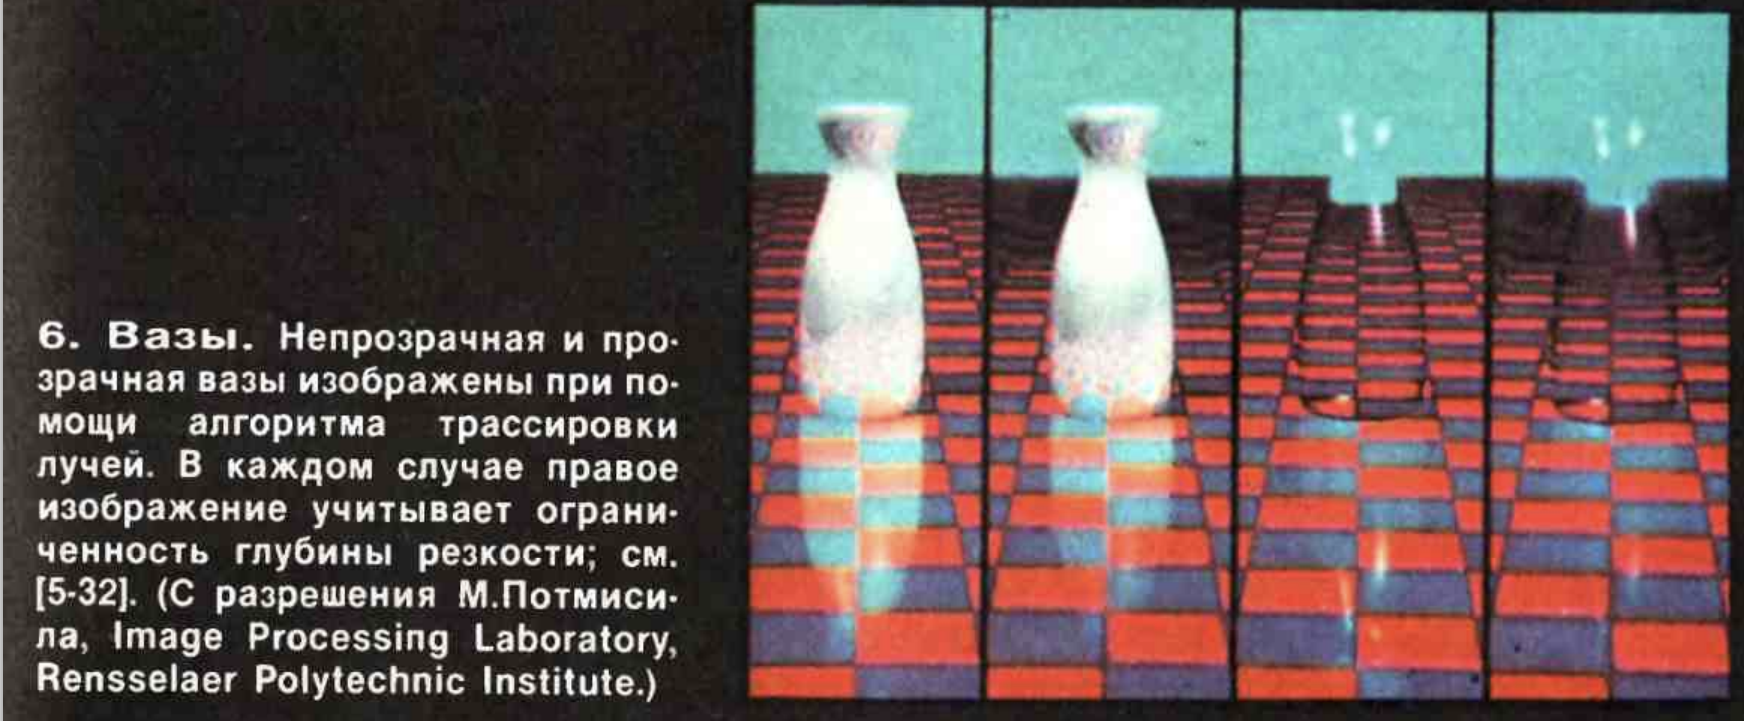 6. Вазы. Непрозрачная и про-
зрачная вазы изображены при по-
мощи алгоритма трассировки
лучей. В каждом случае правое
изображение учитывает ограни-
ченность глубины резкости; см.
[5-32]. (С разрешения М.Потмиси-
ла, Image Processing Laboratory,
Rensselaer Polytechnic Institute.)